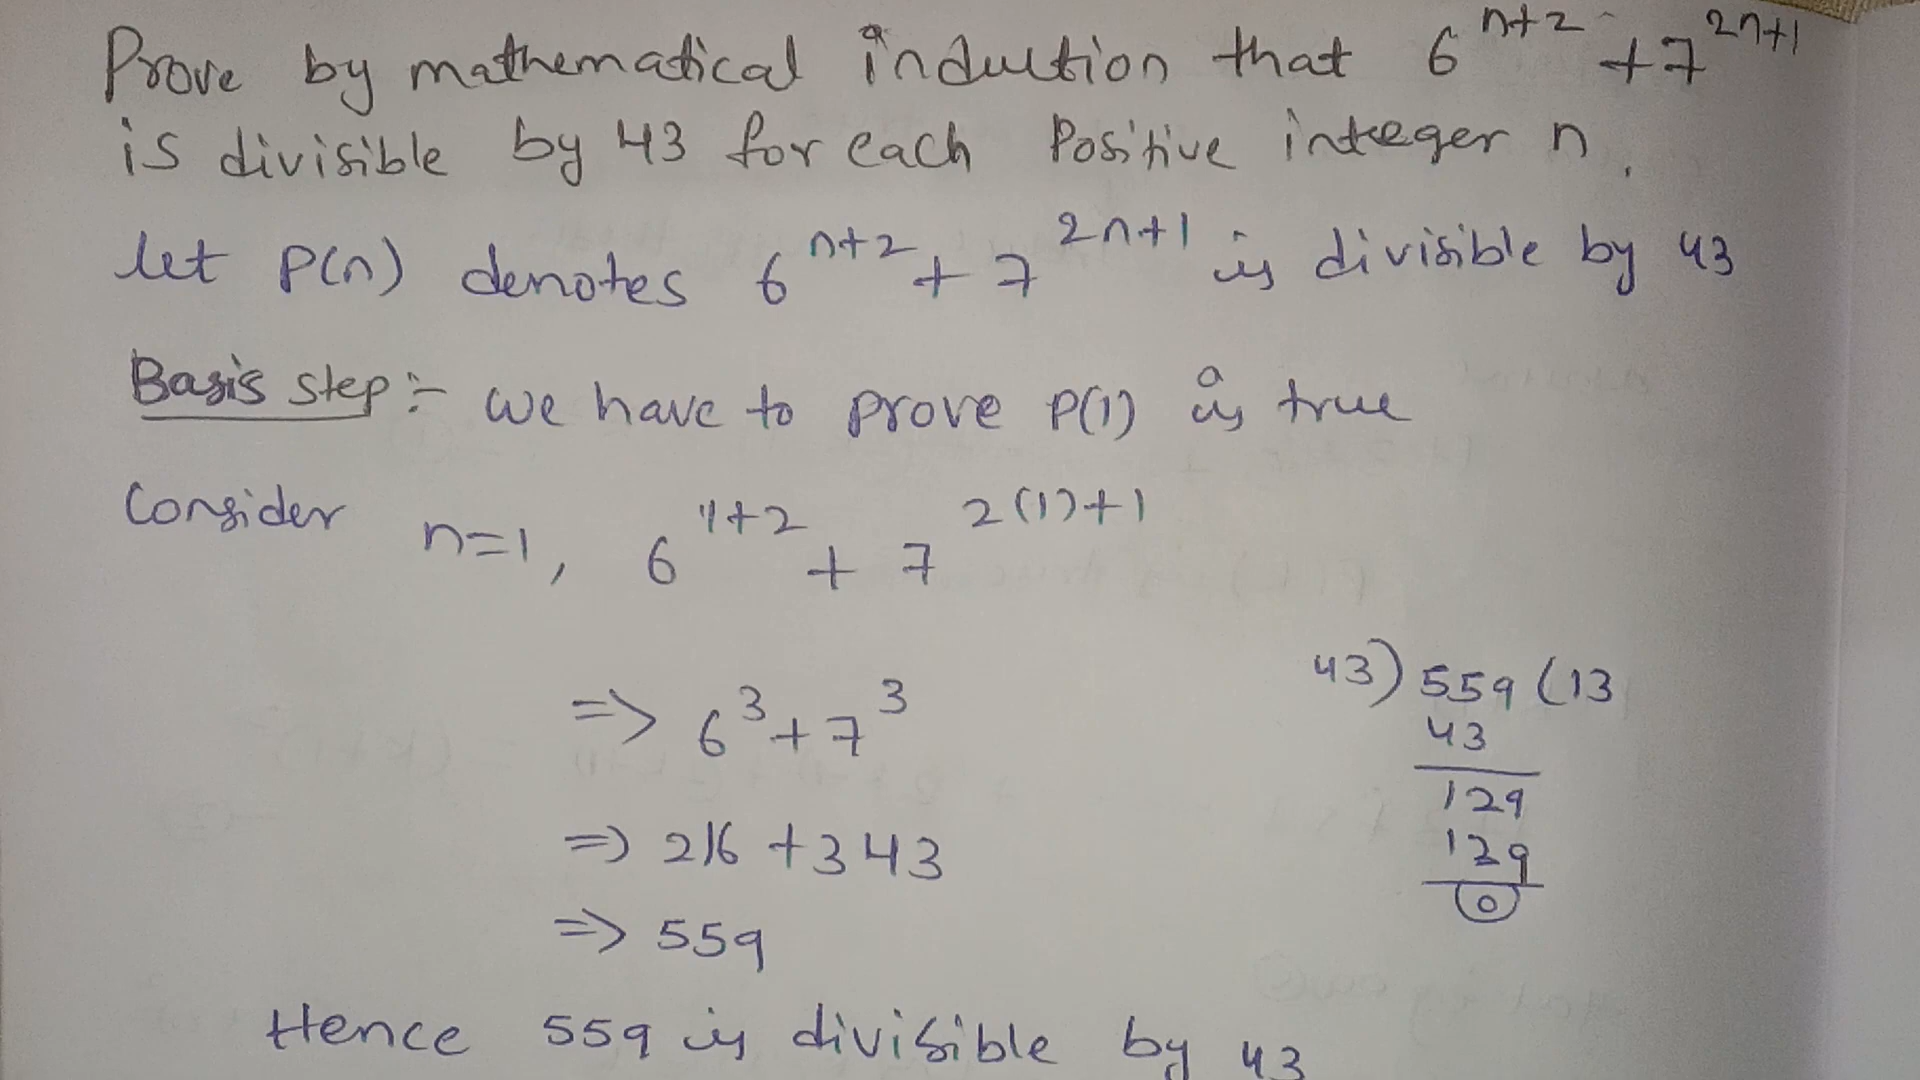 Prove by mathematical induction that 6^{n+2} + 7^{2n+1}
is divisible by 43 for each Positive integer n.
let P(n) denotes 6^{n+2} + 7^{2n+1} is divisible by 43
Basis step :- we have to prove P(1) is true
Consider n=1, 6^{1+2} + 7^{2(1)+1}
=> 6^3 + 7^3
=> 216 + 343
=> 559
43) 559 (13
43
129
129
0
Hence 559 is divisible by 43